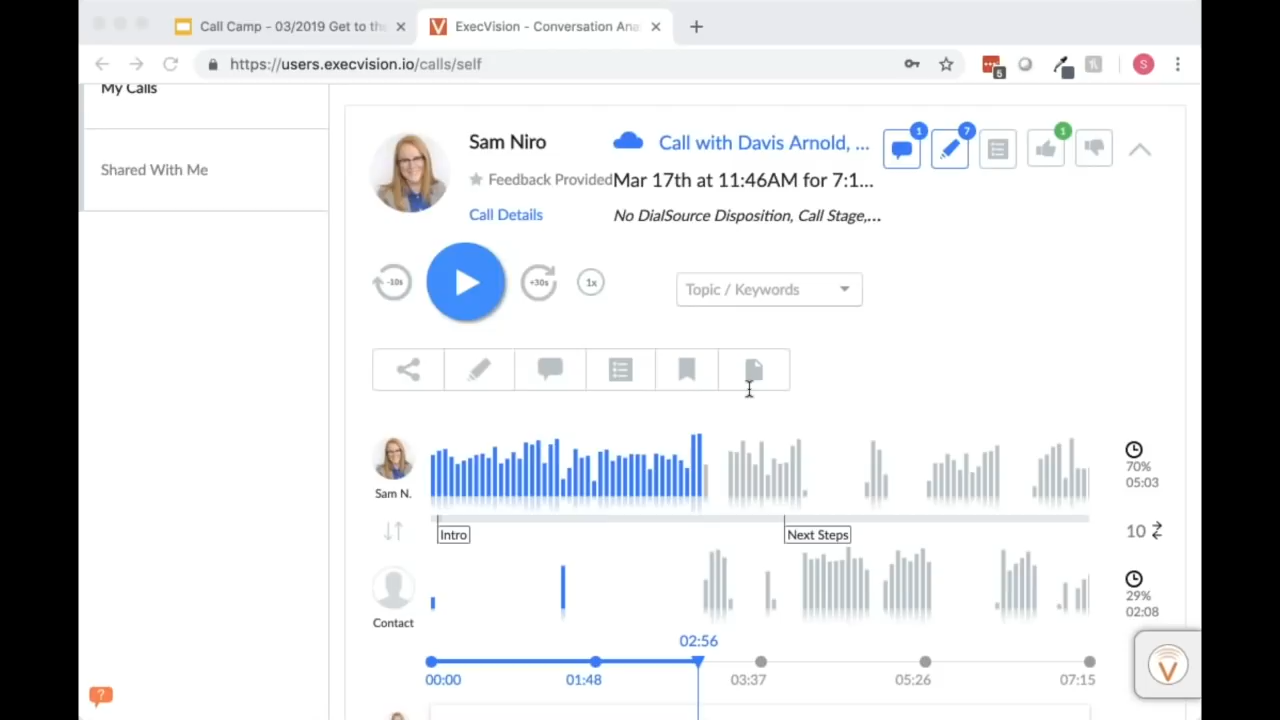 Call Camp - 03/2019 Get to the
ExecVision - Conversation Ana
https://users.execvision.io/calls/self
5
S
My Calls
Shared With Me
Sam Niro
Call with Davis Arnold, ...
1
7
1
Feedback Provided
Mar 17th at 11:46AM for 7:1...
Call Details
No DialSource Disposition, Call Stage,...
-10s
+30s
1x
Topic / Keywords
Sam N.
70%
05:03
Intro
Next Steps
10
Contact
29%
02:08
02:56
00:00
01:48
03:37
05:26
07:15
?
V